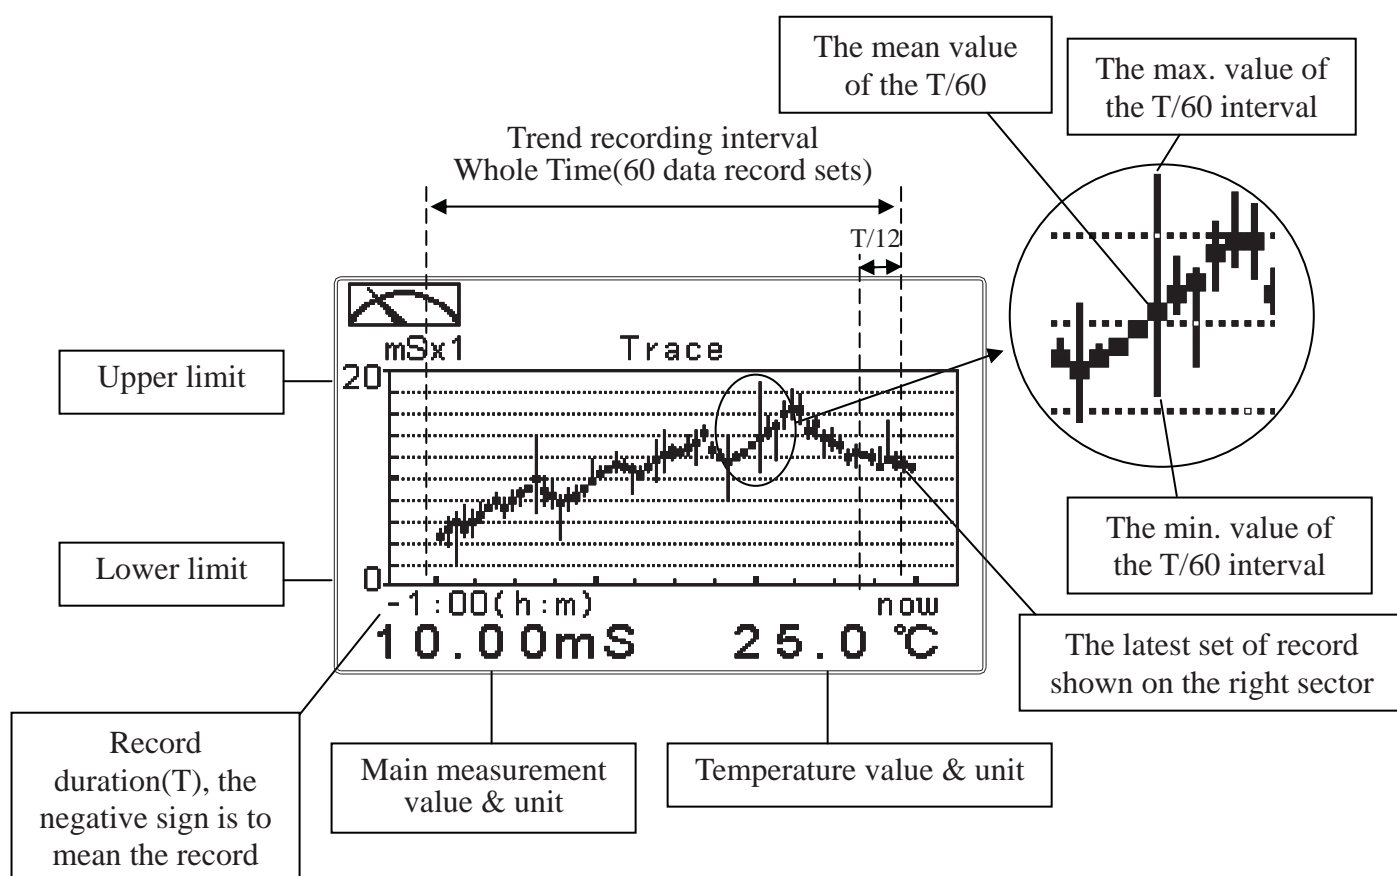 The mean value
of the T/60
The max. value of
the T/60 interval
Trend recording interval
Whole Time(60 data record sets)
T/12
mSx1
Trace
Upper limit
20
Lower limit
0
-1:00(h:m)
now
10.00mS
25.0 ℃
The min. value of
the T/60 interval
The latest set of record
shown on the right sector
Record
duration(T), the
negative sign is to
mean the record
Main measurement
value & unit
Temperature value & unit